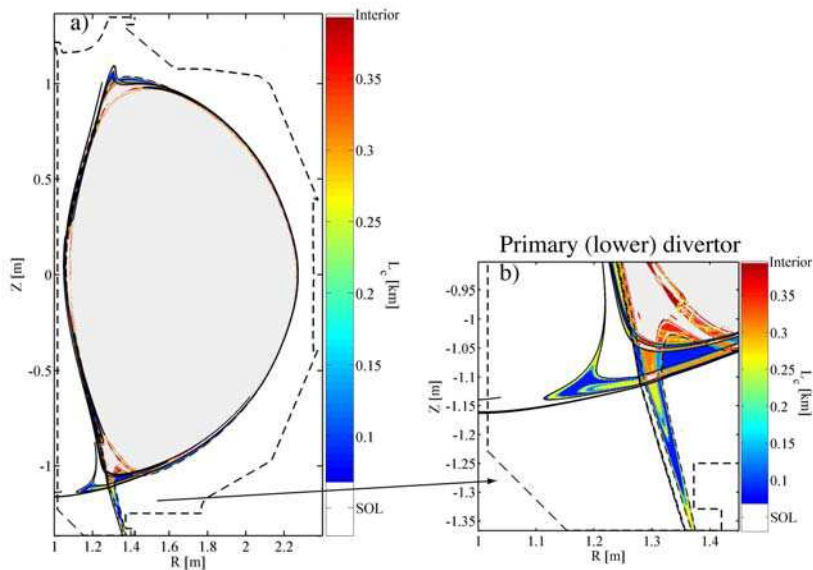 a)
Interior
0.35
0.3
0.25
0.2
0.15
0.1
SOL
L_c [km]
1
0.5
0
-0.5
-1
Z [m]
1 1.2 1.4 1.6 1.8 2 2.2
R [m]
Primary (lower) divertor
b)
Interior
0.35
0.3
0.25
0.2
0.15
0.1
SOL
L_c [km]
-0.95
-1
-1.05
-1.1
-1.15
-1.2
-1.25
-1.3
-1.35
Z [m]
1 1.1 1.2 1.3 1.4
R [m]